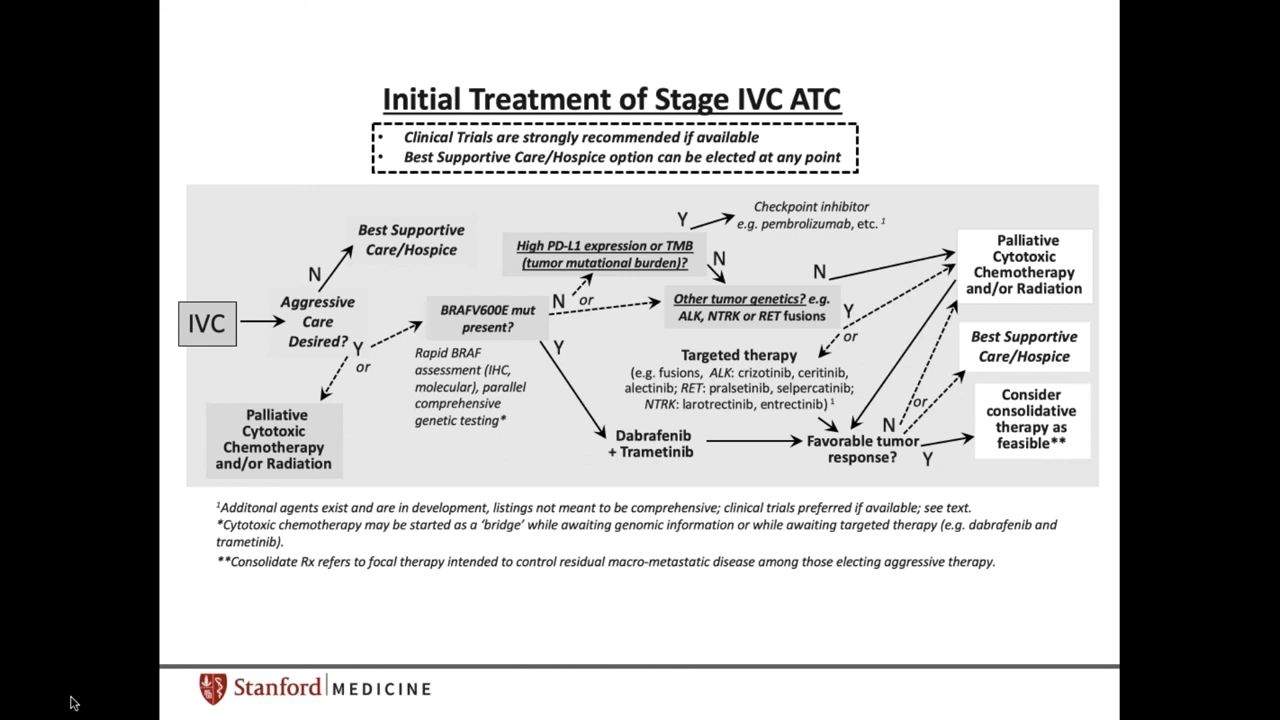 Initial Treatment of Stage IVC ATC
• Clinical Trials are strongly recommended if available
• Best Supportive Care/Hospice option can be elected at any point
IVC
Aggressive
Care
Desired?
N
Best Supportive
Care/Hospice
Y
or
Palliative
Cytotoxic
Chemotherapy
and/or Radiation
BRAFV600E mut
present?
Rapid BRAF
assessment (IHC,
molecular), parallel
comprehensive
genetic testing*
N or
Y
High PD-L1 expression or TMB
(tumor mutational burden)?
Y
Checkpoint inhibitor
e.g. pembrolizumab, etc. 1
N
Other tumor genetics? e.g.
ALK, NTRK or RET fusions
N
Y
or
Targeted therapy
(e.g. fusions, ALK: crizotinib, ceritinib,
alectinib; RET: pralsetinib, selpercatinib;
NTRK: larotrectinib, entrectinib) 1
Dabrafenib
+ Trametinib
Favorable tumor
response?
N
or
Y
Palliative
Cytotoxic
Chemotherapy
and/or Radiation
Best Supportive
Care/Hospice
Consider
consolidative
therapy as
feasible**
1Additonal agents exist and are in development, listings not meant to be comprehensive; clinical trials preferred if available; see text.
*Cytotoxic chemotherapy may be started as a ‘bridge’ while awaiting genomic information or while awaiting targeted therapy (e.g. dabrafenib and
trametinib).
**Consolidate Rx refers to focal therapy intended to control residual macro-metastatic disease among those electing aggressive therapy.
Stanford MEDICINE